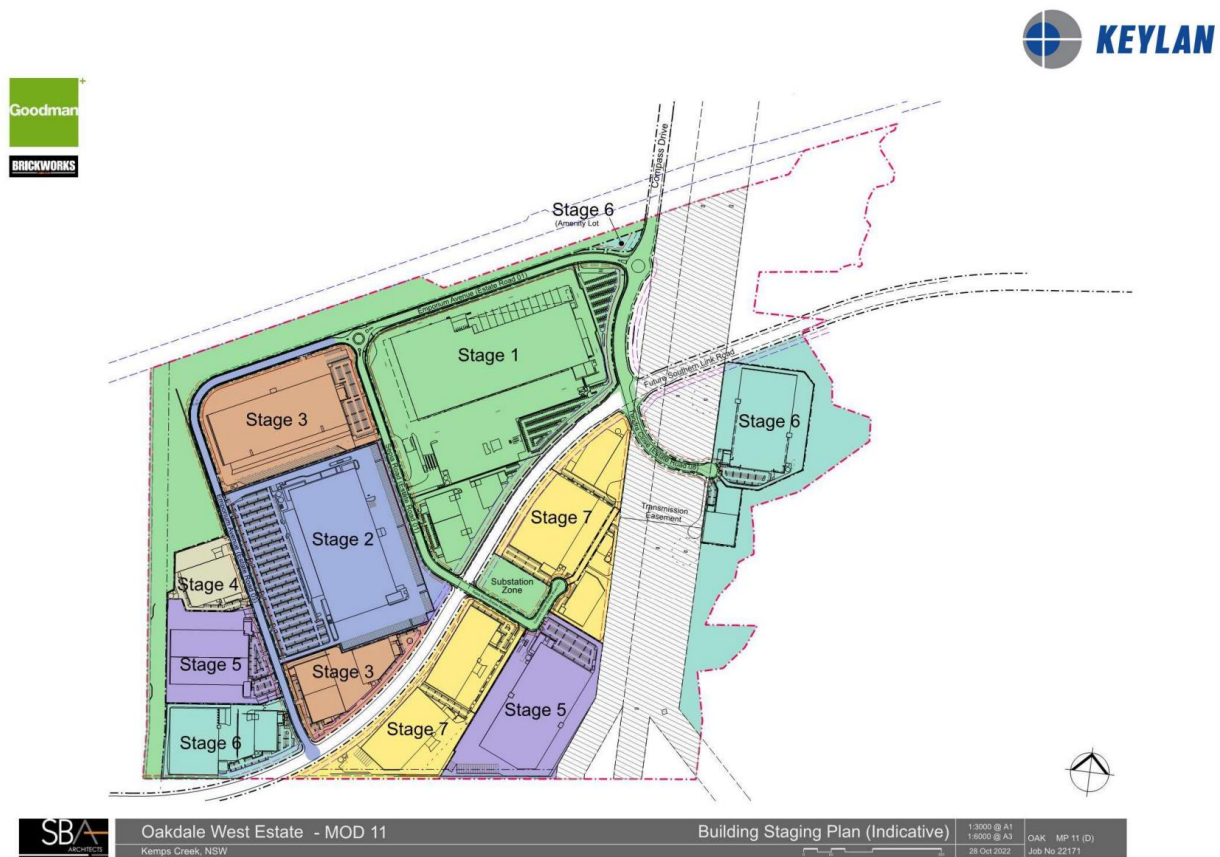 KEYLAN
Goodman
BRICKWORKS
Compass Drive
Stage 6
(Amenity Lot
Emporium Avenue (Estate Road 01)
Stage 1
Future Southern Link Road
Stage 3
Stage 6
Stage 7
Transmission
Easement
Stage 2
Substation
Zone
Stage 4
Stage 5
Stage 3
Stage 5
Stage 7
Stage 6
SBA
ARCHITECTS
Oakdale West Estate - MOD 11
Kemps Creek, NSW
Building Staging Plan (Indicative)
1:3000 @ A1
1:6000 @ A3
28 Oct 2022
OAK MP 11 (D)
Job No 22171